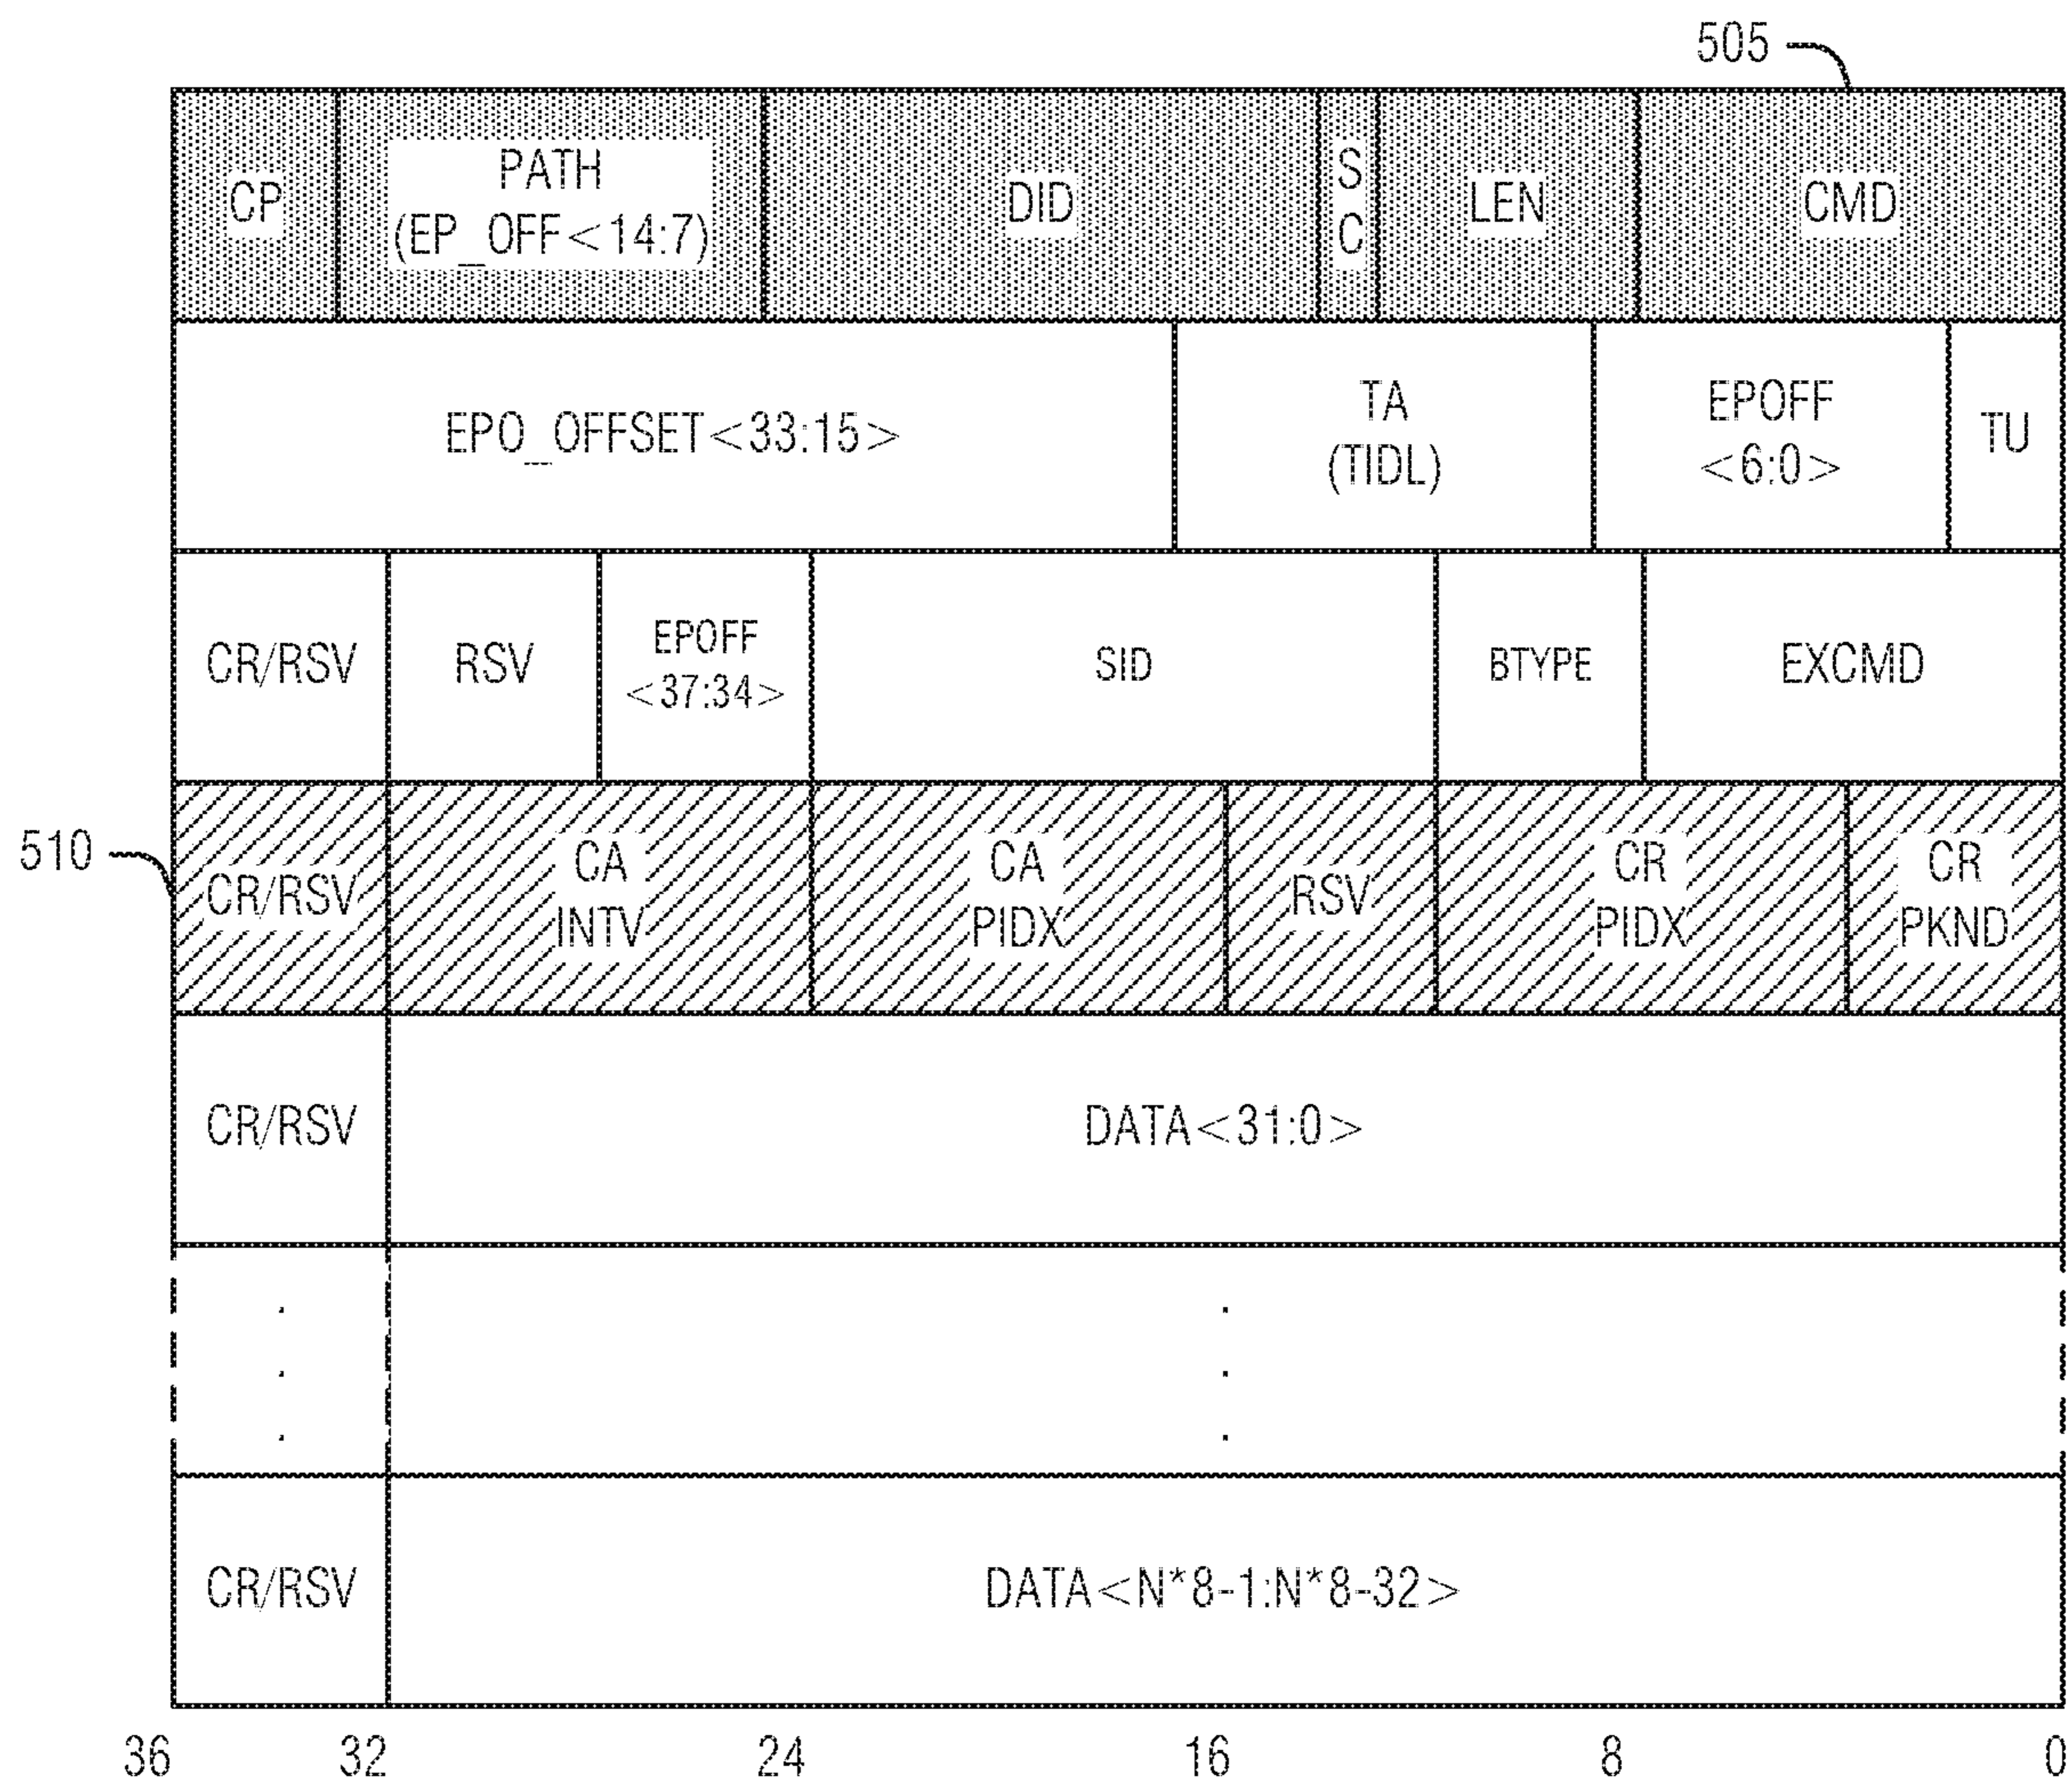 505
CP
PATH
(EP_OFF<14:7)
DID
S
C
LEN
CMD
EPO_OFFSET<33:15>
TA
(TIDL)
EPOFF
<6:0>
TU
CR/RSV
RSV
EPOFF
<37:34>
SID
BTYPE
EXCMD
510
CR/RSV
CA
INTV
CA
PIDX
RSV
CR
PIDX
CR
PKND
CR/RSV
DATA<31:0>
CR/RSV
DATA<N*8-1:N*8-32>
36 32 24 16 8 0